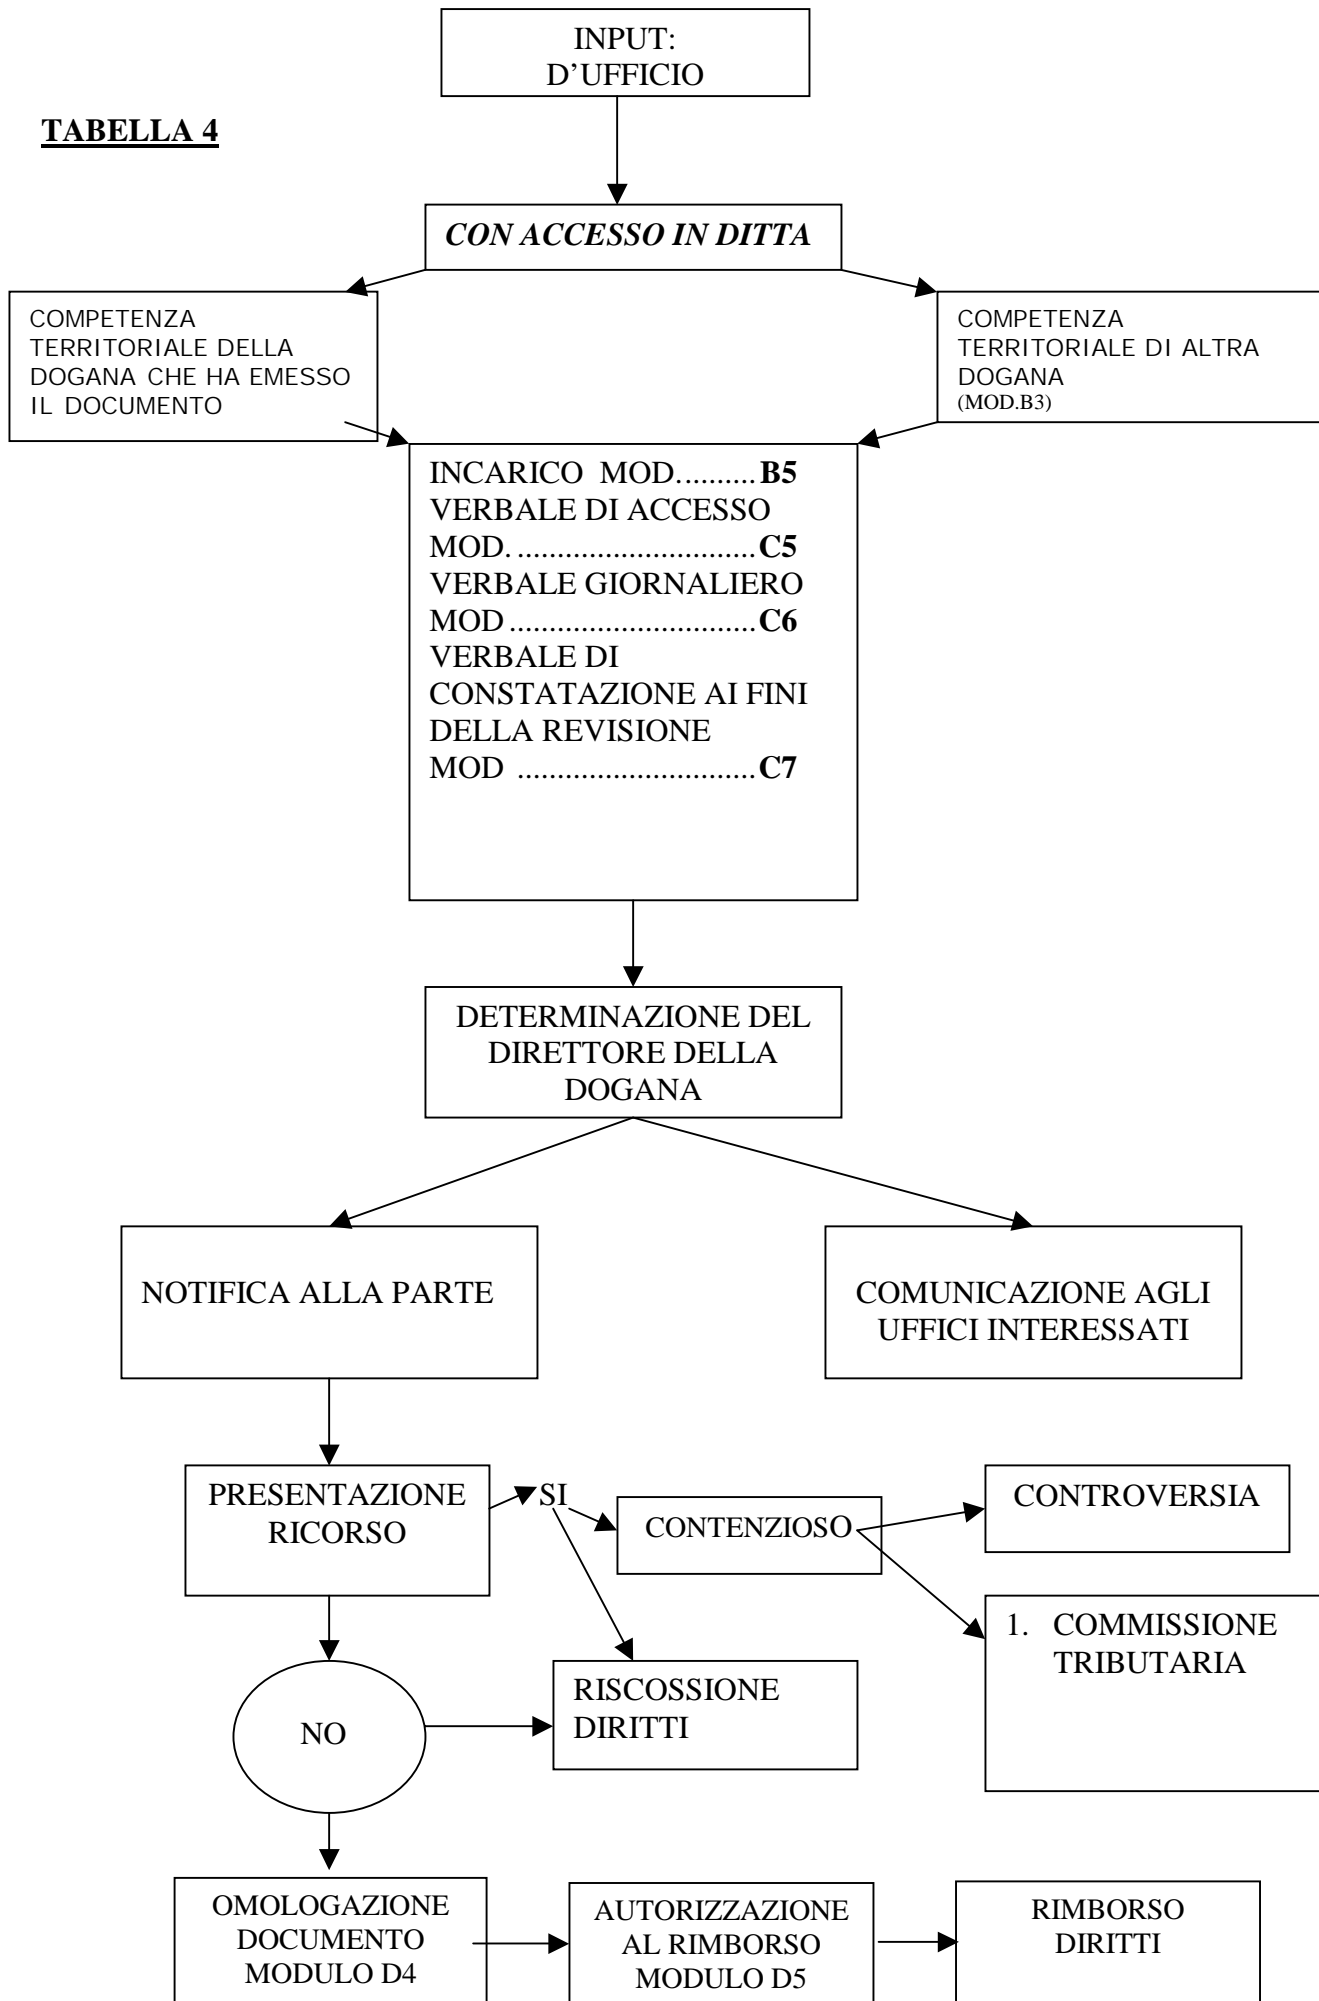 INPUT:
D’UFFICIO
TABELLA 4
CON ACCESSO IN DITTA
COMPETENZA
TERRITORIALE DELLA
DOGANA CHE HA EMESSO
IL DOCUMENTO
COMPETENZA
TERRITORIALE DI ALTRA
DOGANA
(MOD.B3)
INCARICO MOD..........B5
VERBALE DI ACCESSO
MOD. ..............................C5
VERBALE GIORNALIERO
MOD ...............................C6
VERBALE DI
CONSTATAZIONE AI FINI
DELLA REVISIONE
MOD ..............................C7
DETERMINAZIONE DEL
DIRETTORE DELLA
DOGANA
NOTIFICA ALLA PARTE
COMUNICAZIONE AGLI
UFFICI INTERESSATI
PRESENTAZIONE
RICORSO
SI
CONTENZIOSO
CONTROVERSIA
1. COMMISSIONE
TRIBUTARIA
NO
RISCOSSIONE
DIRITTI
OMOLOGAZIONE
DOCUMENTO
MODULO D4
AUTORIZZAZIONE
AL RIMBORSO
MODULO D5
RIMBORSO
DIRITTI